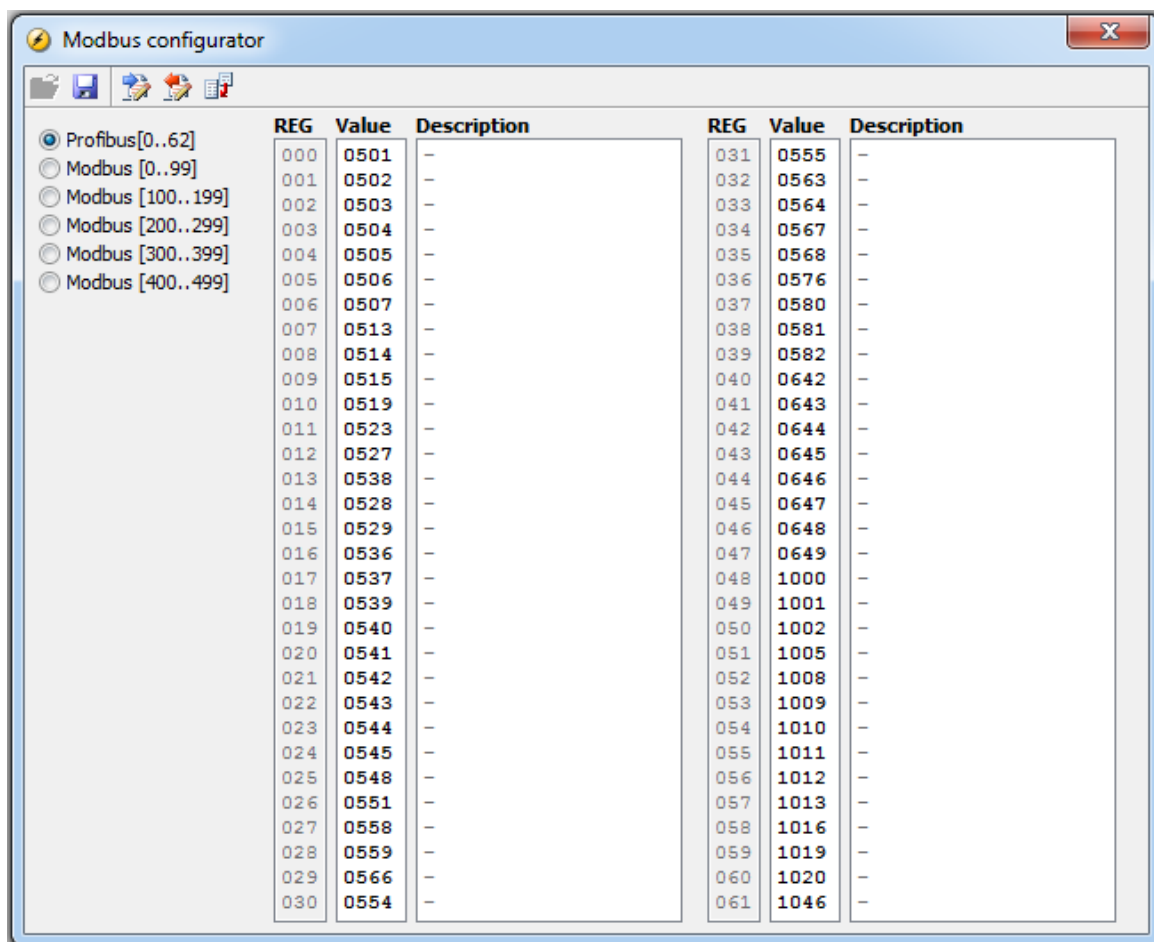 Modbus configurator
Profibus[0..62]
Modbus [0..99]
Modbus [100..199]
Modbus [200..299]
Modbus [300..399]
Modbus [400..499]
REG Value Description REG Value Description
000 0501 – 031 0555 –
001 0502 – 032 0563 –
002 0503 – 033 0564 –
003 0504 – 034 0567 –
004 0505 – 035 0568 –
005 0506 – 036 0576 –
006 0507 – 037 0580 –
007 0513 – 038 0581 –
008 0514 – 039 0582 –
009 0515 – 040 0642 –
010 0519 – 041 0643 –
011 0523 – 042 0644 –
012 0527 – 043 0645 –
013 0538 – 044 0646 –
014 0528 – 045 0647 –
015 0529 – 046 0648 –
016 0536 – 047 0649 –
017 0537 – 048 1000 –
018 0539 – 049 1001 –
019 0540 – 050 1002 –
020 0541 – 051 1005 –
021 0542 – 052 1008 –
022 0543 – 053 1009 –
023 0544 – 054 1010 –
024 0545 – 055 1011 –
025 0548 – 056 1012 –
026 0551 – 057 1013 –
027 0558 – 058 1016 –
028 0559 – 059 1019 –
029 0566 – 060 1020 –
030 0554 – 061 1046 –